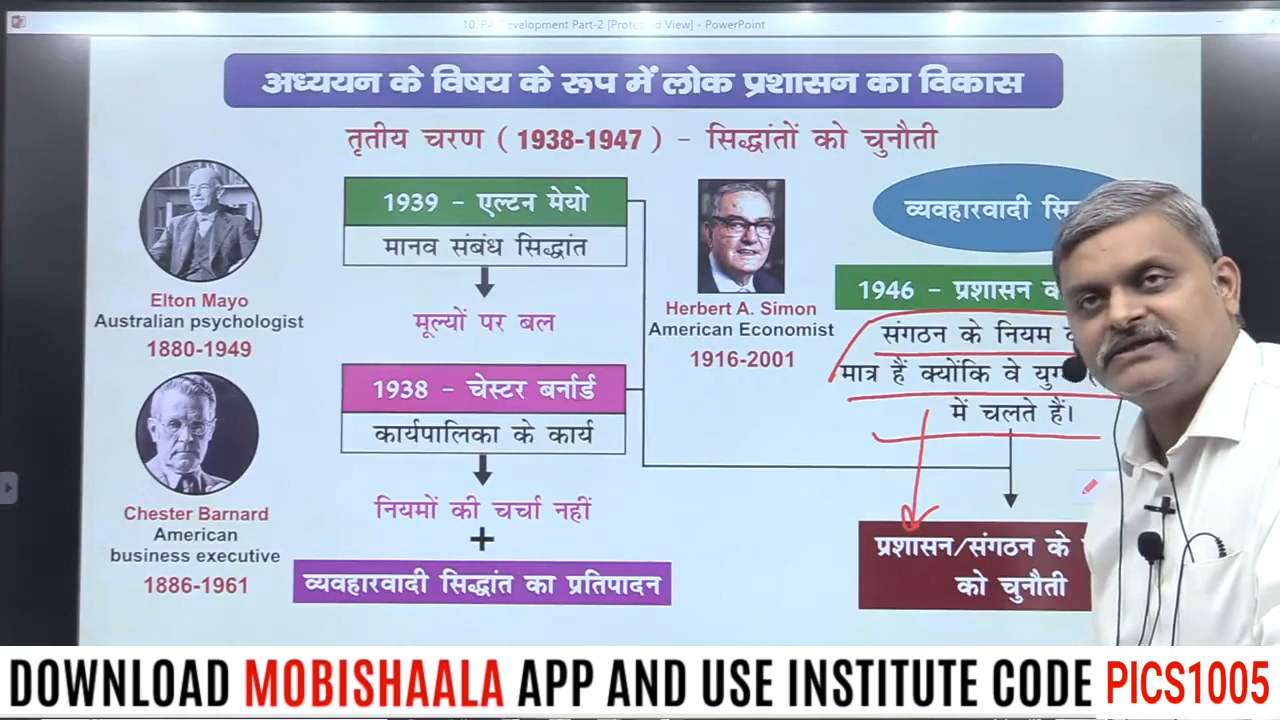 10. PA Development Part-2 [Protected View] - PowerPoint
अध्ययन के विषय के रूप में लोक प्रशासन का विकास
तृतीय चरण ( 1938-1947 ) - सिद्धांतों को चुनौती
Elton Mayo
Australian psychologist
1880-1949
Chester Barnard
American
business executive
1886-1961
1939 - एल्टन मेयो
मानव संबंध सिद्धांत
मूल्यों पर बल
1938 - चेस्टर बर्नार्ड
कार्यपालिका के कार्य
नियमों की चर्चा नहीं
+
व्यवहारवादी सिद्धांत का प्रतिपादन
Herbert A. Simon
American Economist
1916-2001
व्यवहारवादी
1946 - प्रशासन
संगठन के नियम
मात्र हैं क्योंकि वे
में चलते हैं।
प्रशासन/संगठन के
को चुनौती
DOWNLOAD MOBISHAALA APP AND USE INSTITUTE CODE PICS1005